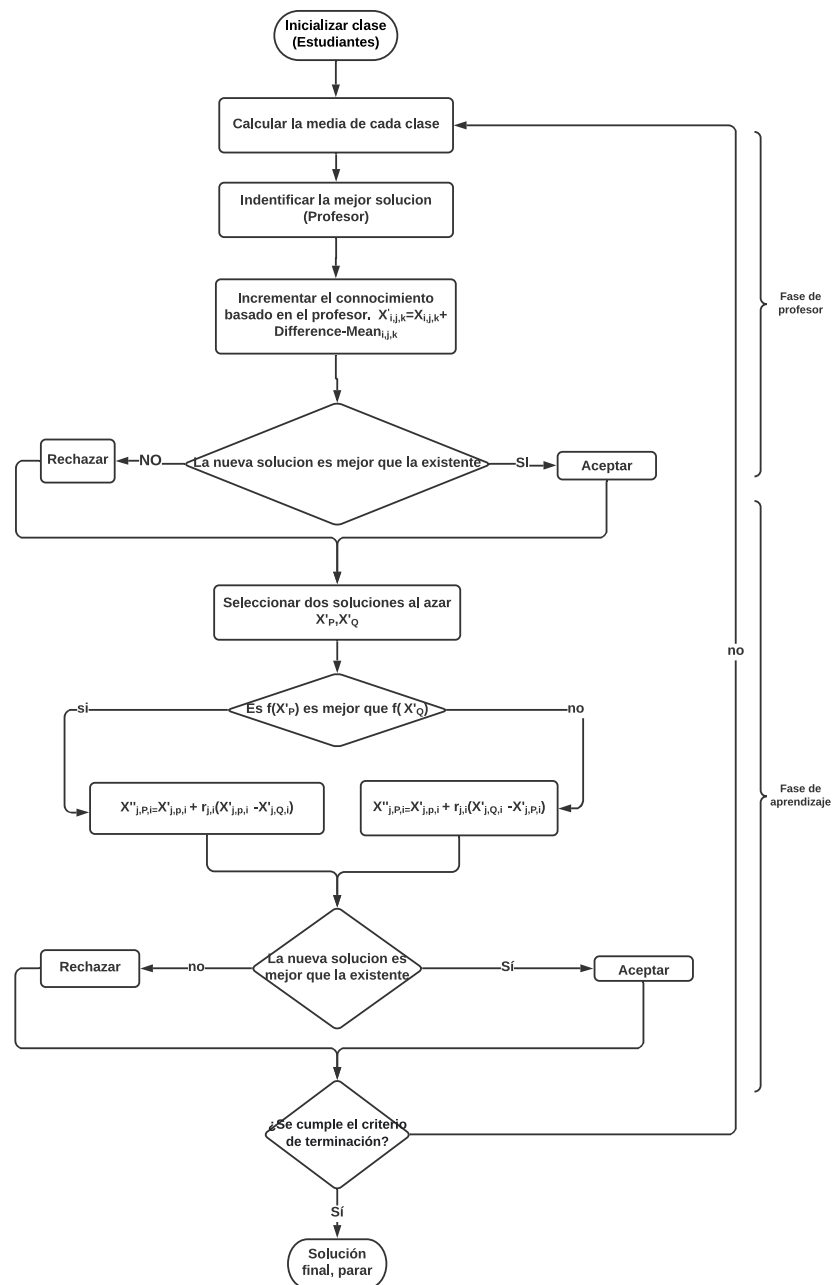 Inicializar clase
(Estudiantes)
Calcular la media de cada clase
Indentificar la mejor solucion
(Profesor)
Incrementar el connocimiento
basado en el profesor. X'i,j,k=Xi,j,k+
Difference-Meani,j,k
Fase de
profesor
La nueva solucion es mejor que la existente
NO
Rechazar
SI
Aceptar
Seleccionar dos soluciones al azar
X'P,X'Q
no
Es f(X'P) es mejor que f( X'Q)
si
no
X''j,P,i=X'j,p,i + rj,i(X'j,p,i -X'j,Q,i)
X''j,P,i=X'j,p,i + rj,i(X'j,Q,i -X'j,P,i)
Fase de
aprendizaje
La nueva solucion es
mejor que la existente
no
Rechazar
Sí
Aceptar
¿Se cumple el criterio
de terminación?
Sí
Solución
final, parar